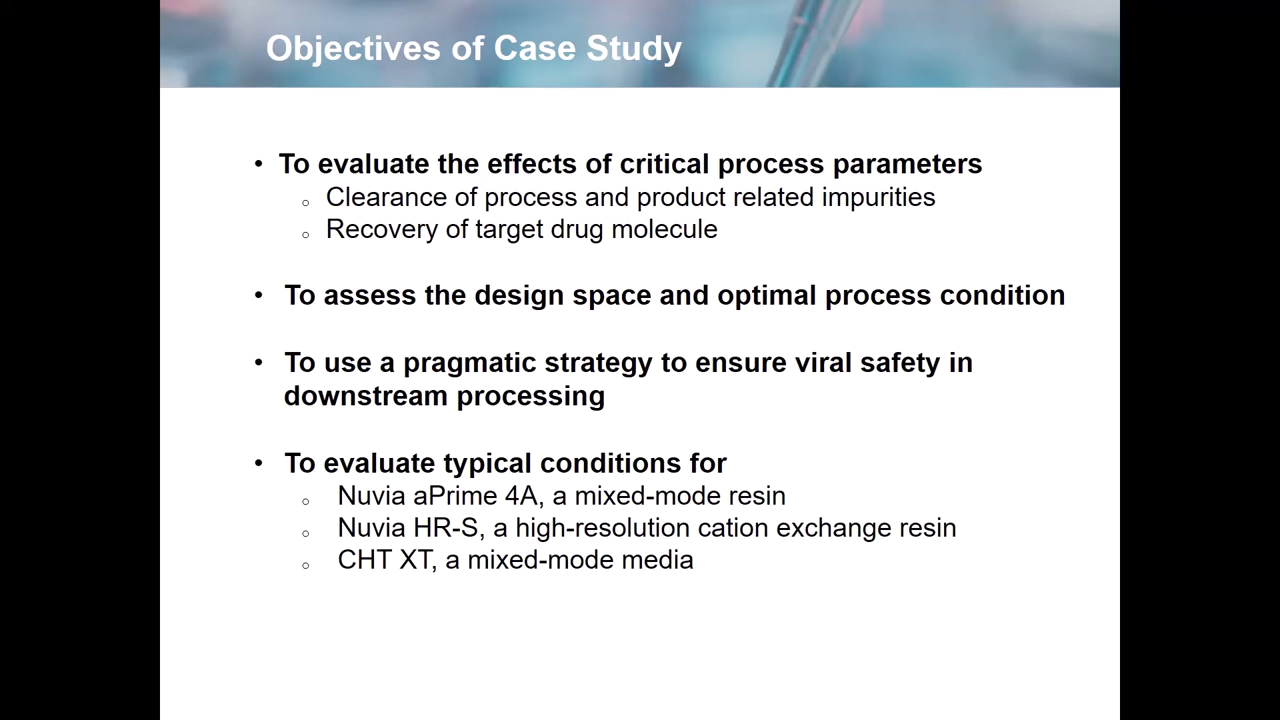 Objectives of Case Study
• To evaluate the effects of critical process parameters
○ Clearance of process and product related impurities
○ Recovery of target drug molecule
• To assess the design space and optimal process condition
• To use a pragmatic strategy to ensure viral safety in
downstream processing
• To evaluate typical conditions for
○ Nuvia aPrime 4A, a mixed-mode resin
○ Nuvia HR-S, a high-resolution cation exchange resin
○ CHT XT, a mixed-mode media